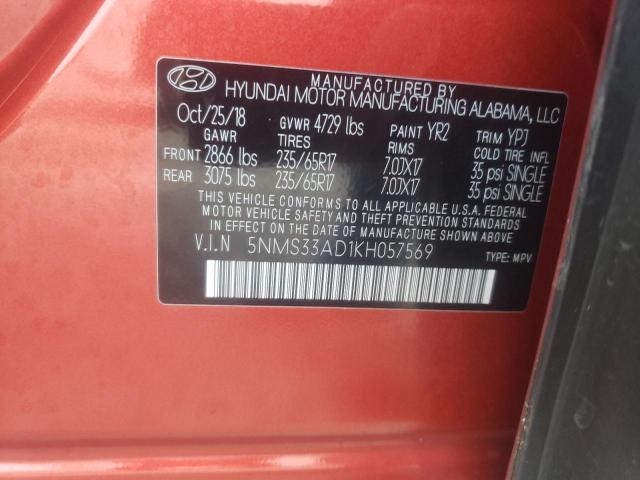 MANUFACTURED BY
HYUNDAI MOTOR MANUFACTURING ALABAMA, LLC
Oct/25/18 GVWR 4729 lbs PAINT YR2 TRIM YPJ
GAWR TIRES RIMS COLD TIRE INFL
FRONT 2866 lbs 235/65R17 7.0JX17 35 psi SINGLE
REAR 3075 lbs 235/65R17 7.0JX17 35 psi SINGLE
THIS VEHICLE CONFORMS TO ALL APPLICABLE U.S.A. FEDERAL
MOTOR VEHICLE SAFETY AND THEFT PREVENTION STANDARDS
IN EFFECT ON THE DATE OF MANUFACTURE SHOWN ABOVE.
V.I.N 5NMS33AD1KH057569
TYPE: MPV